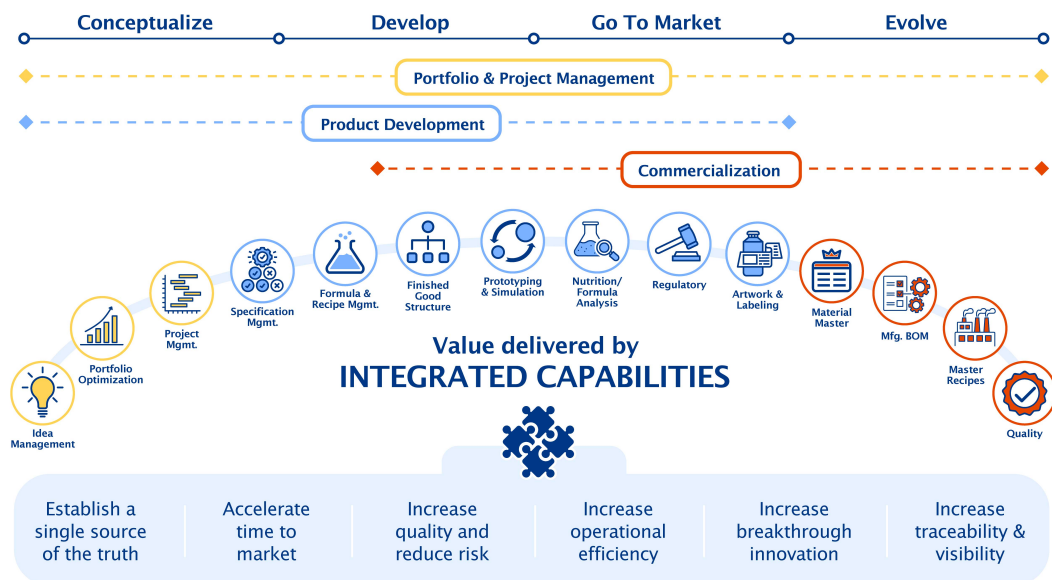 Conceptualize
Develop
Go To Market
Evolve
Portfolio & Project Management
Product Development
Commercialization
Idea
Management
Portfolio
Optimization
Project
Mgmt.
Specification
Mgmt.
Formula &
Recipe Mgmt.
Finished
Good
Structure
Prototyping
& Simulation
Nutrition/
Formula
Analysis
Regulatory
Artwork &
Labeling
Material
Master
Mfg. BOM
Master
Recipes
Quality
Value delivered by
INTEGRATED CAPABILITIES
Establish a
single source
of the truth
Accelerate
time to
market
Increase
quality and
reduce risk
Increase
operational
efficiency
Increase
breakthrough
innovation
Increase
traceability &
visibility